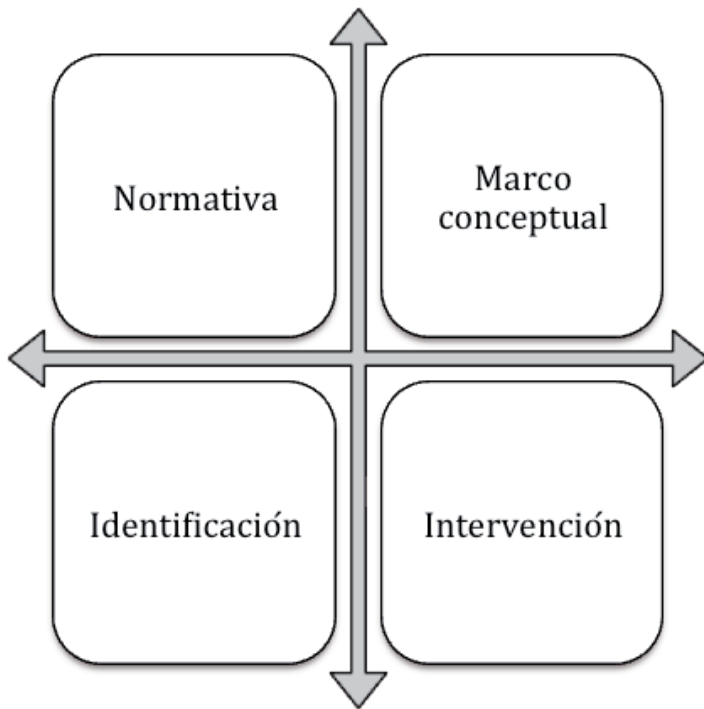 Normativa
Marco
conceptual
Identificación
Intervención